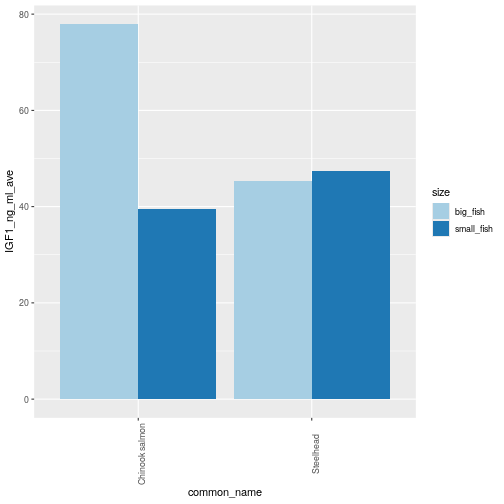 80
60
40
20
0
IGF1_ng_ml_ave
Chinook salmon
Steelhead
common_name
size
big_fish
small_fish